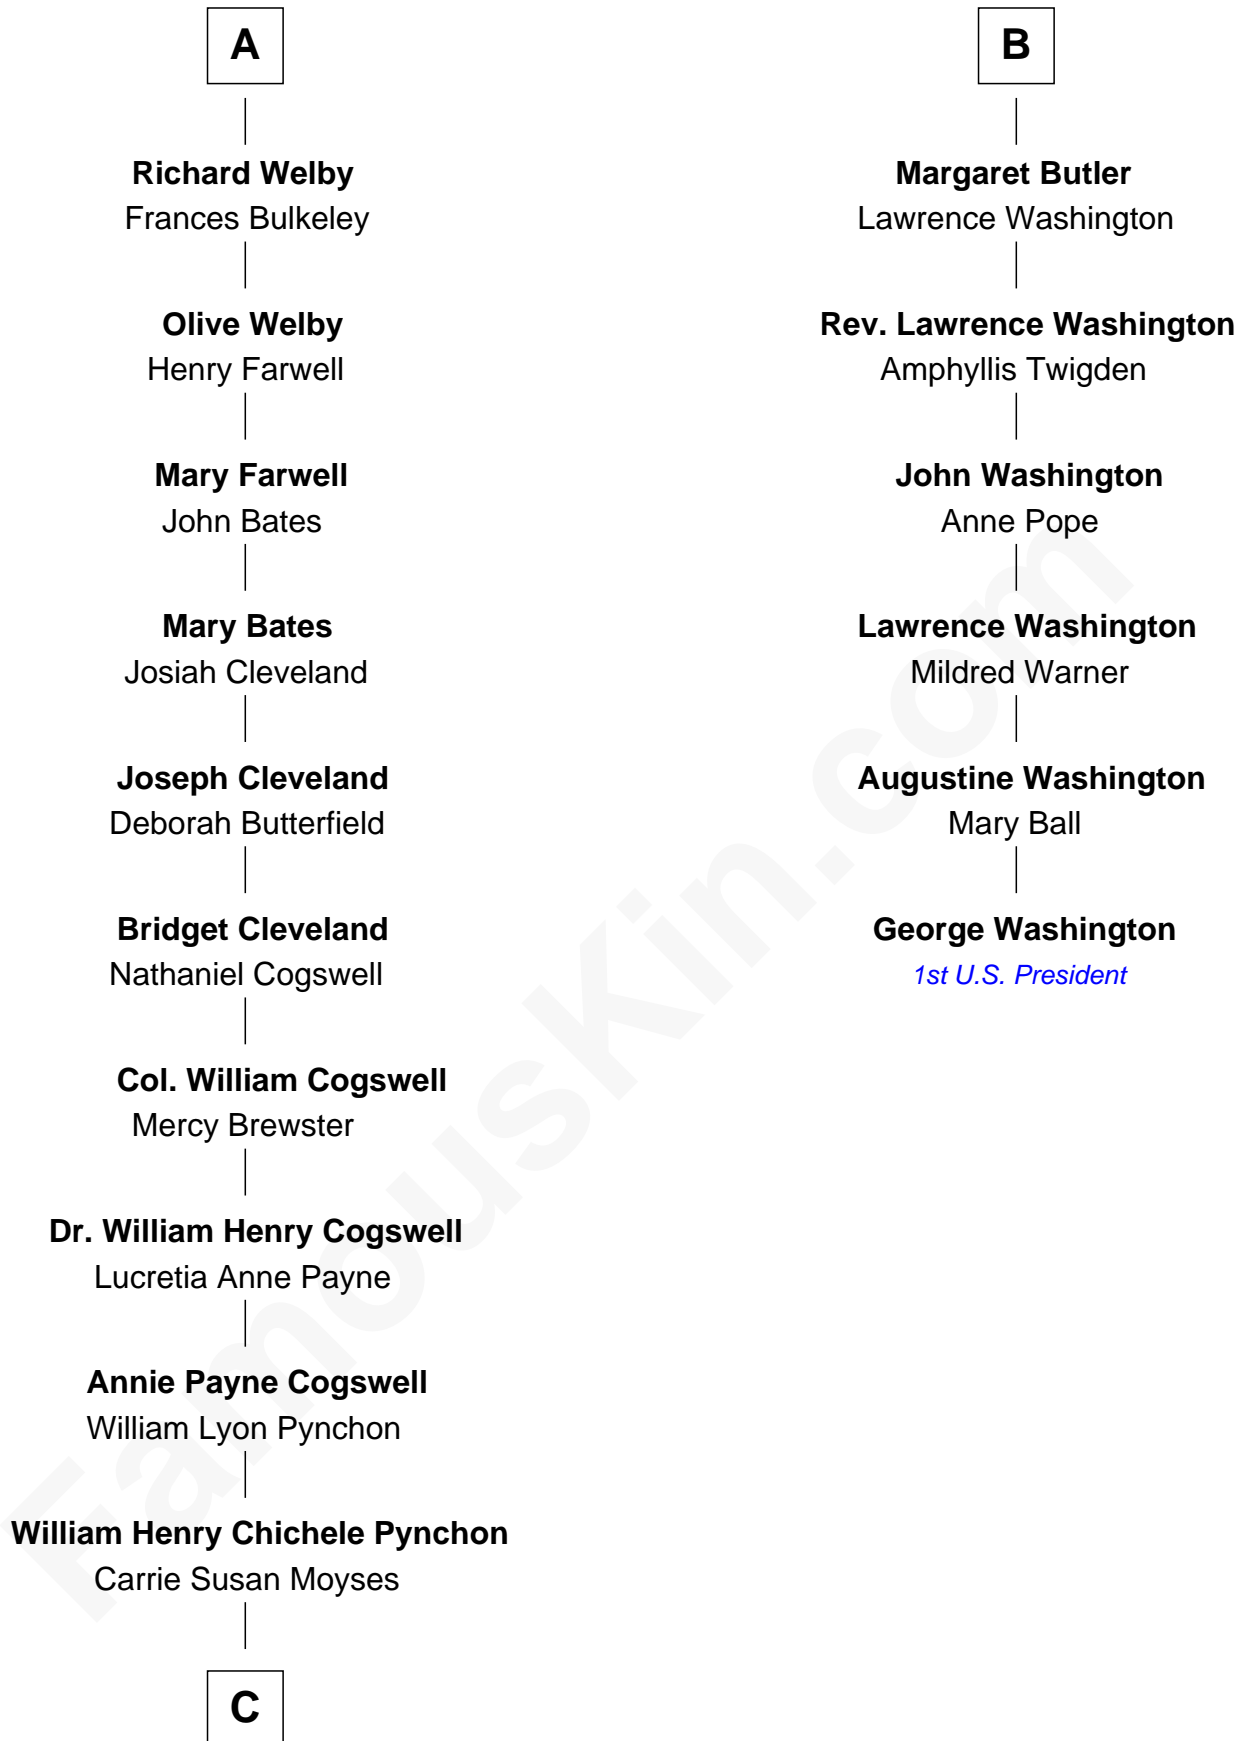 A
Richard Welby
Frances Bulkeley
Olive Welby
Henry Farwell
Mary Farwell
John Bates
Mary Bates
Josiah Cleveland
Joseph Cleveland
Deborah Butterfield
Bridget Cleveland
Nathaniel Cogswell
Col. William Cogswell
Mercy Brewster
Dr. William Henry Cogswell
Lucretia Anne Payne
Annie Payne Cogswell
William Lyon Pynchon
William Henry Chichele Pynchon
Carrie Susan Moyses
C
B
Margaret Butler
Lawrence Washington
Rev. Lawrence Washington
Amphyllis Twigden
John Washington
Anne Pope
Lawrence Washington
Mildred Warner
Augustine Washington
Mary Ball
George Washington
1st U.S. President
FamousKin.com